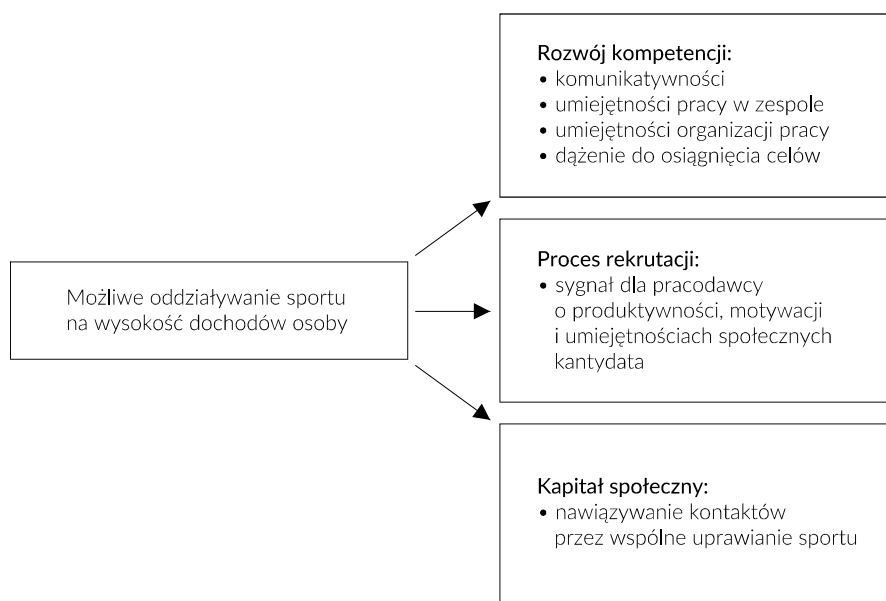 Możliwe oddziaływanie sportu
na wysokość dochodów osoby
Rozwój kompetencji:
• komunikatywności
• umiejętności pracy w zespole
• umiejętności organizacji pracy
• dążenie do osiągnięcia celów
Proces rekrutacji:
• sygnał dla pracodawcy
o produktywności, motywacji
i umiejętnościach społecznych
kantydata
Kapitał społeczny:
• nawiązywanie kontaktów
przez wspólne uprawianie sportu